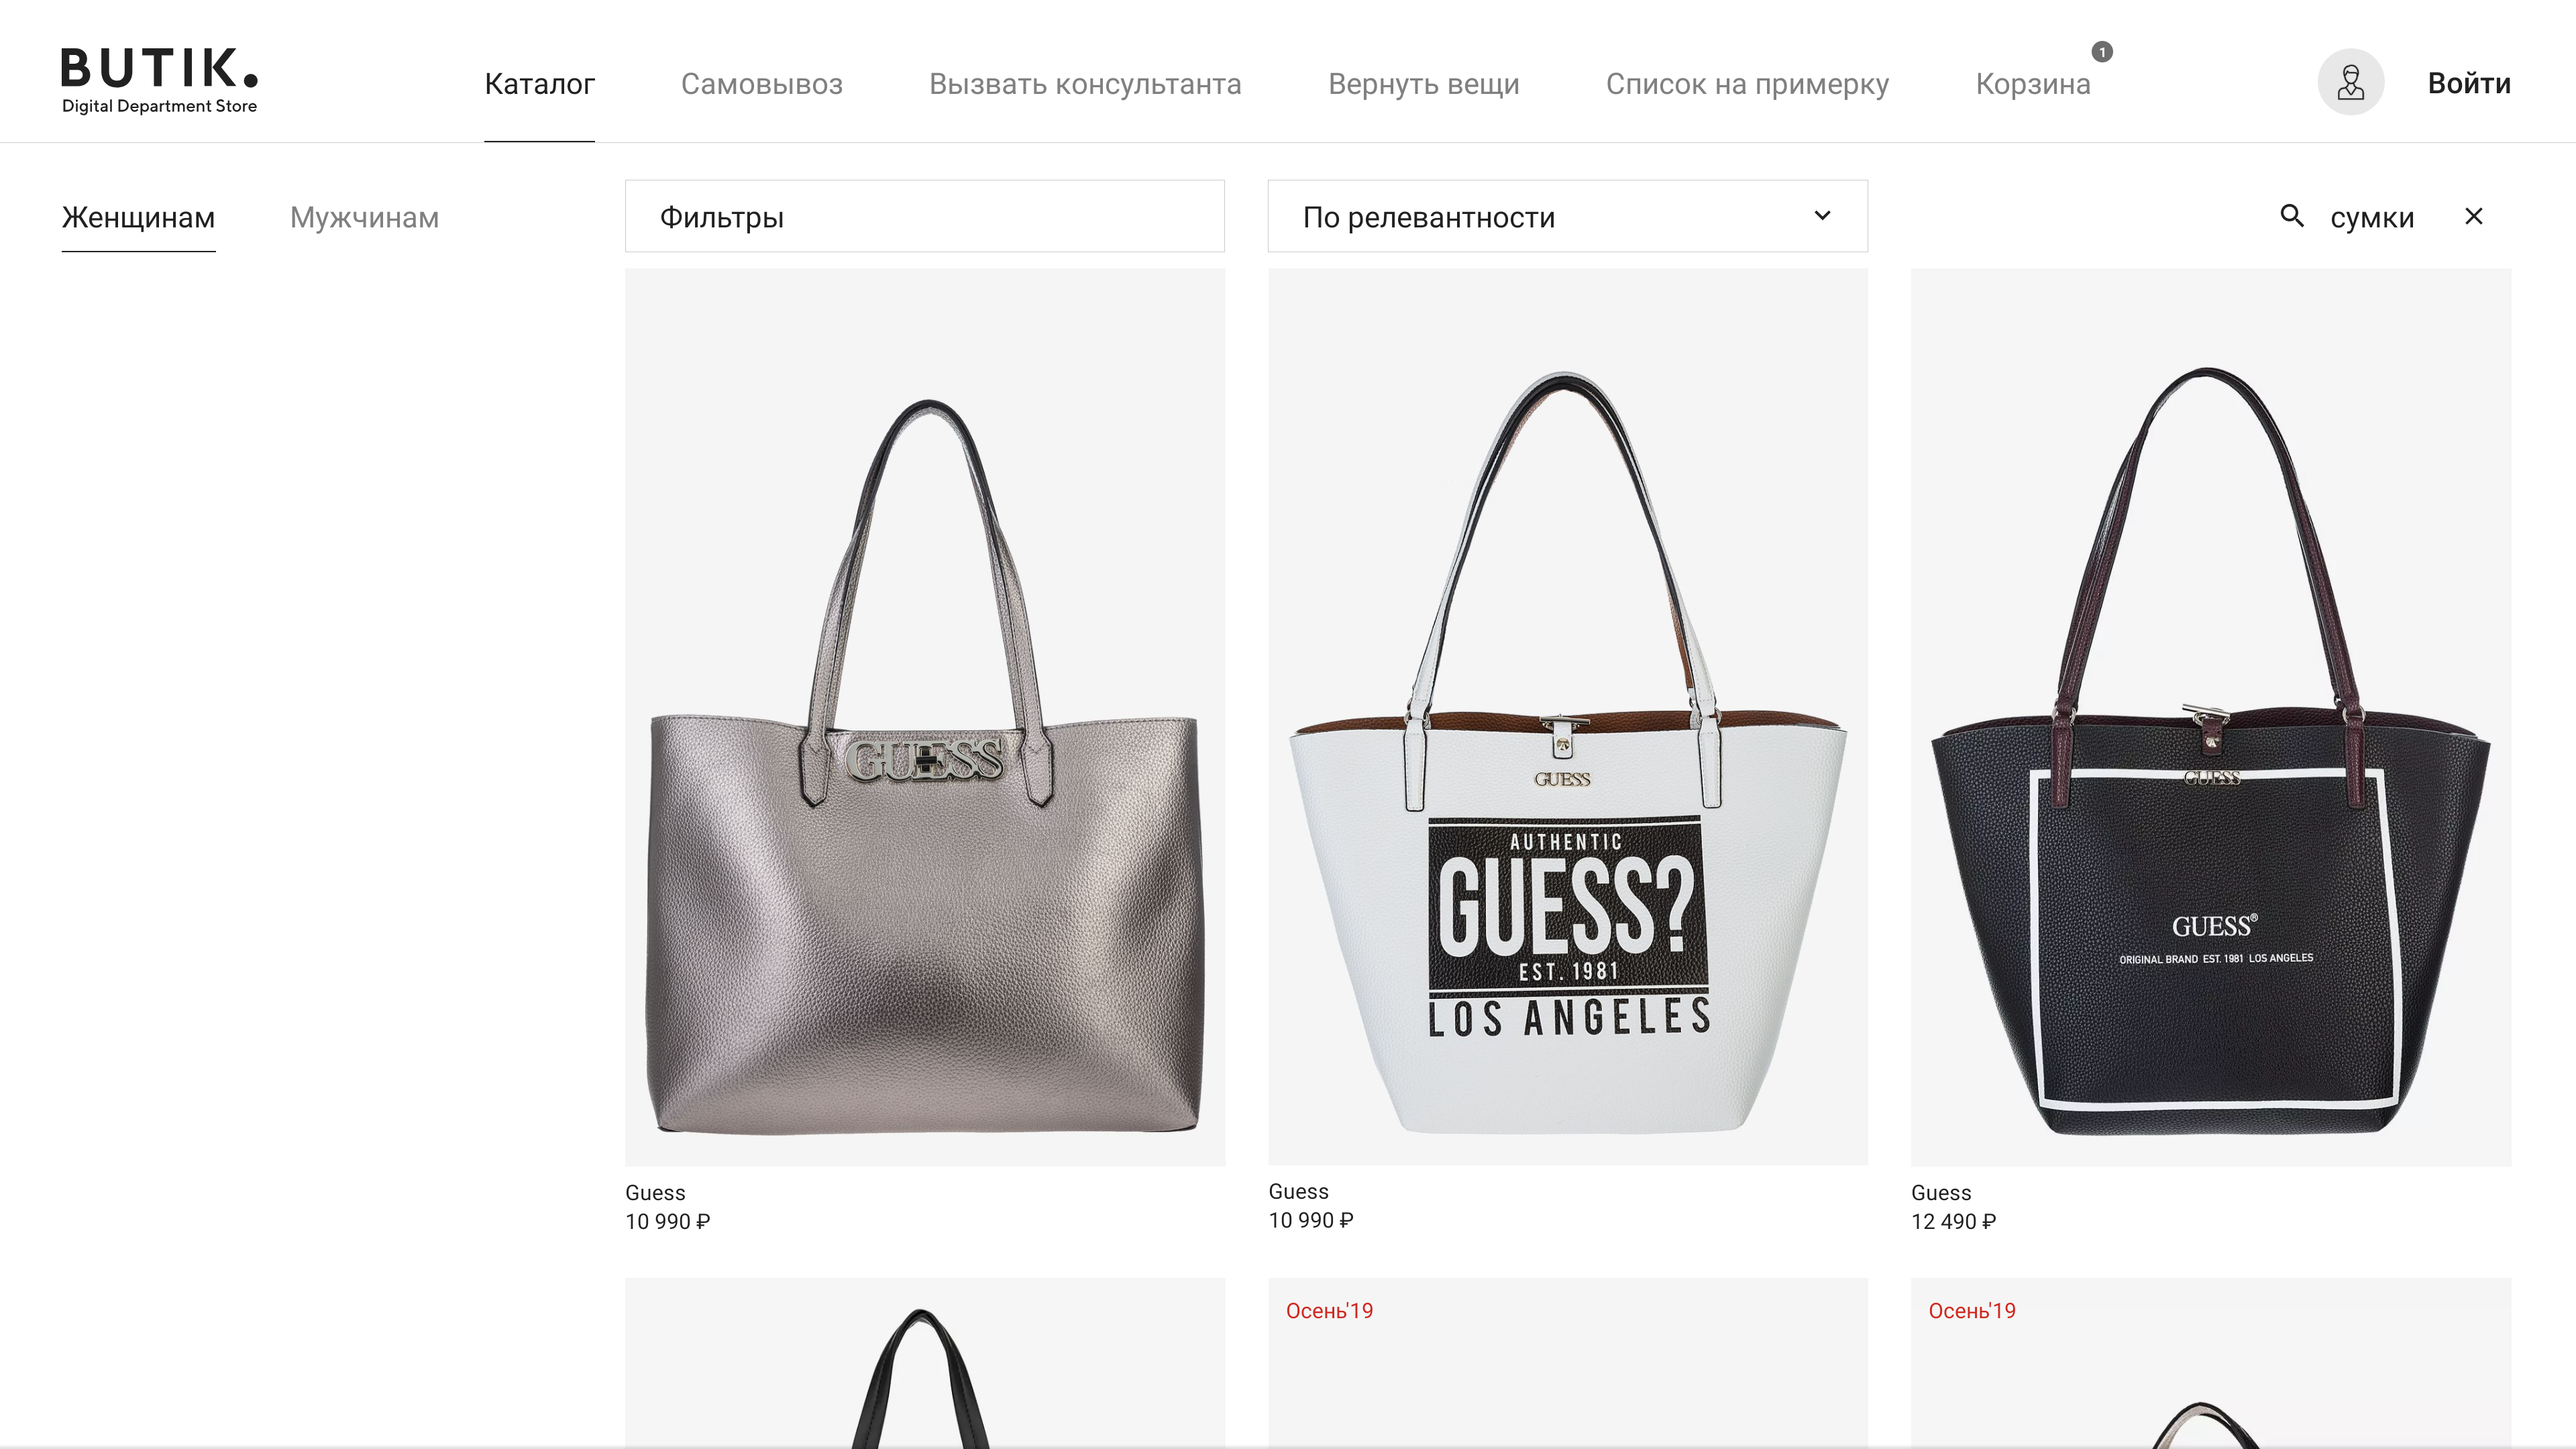 BUTIK.
Digital Department Store
Каталог
Самовывоз
Вызвать консультанта
Вернуть вещи
Список на примерку
Корзина
1
Войти
Женщинам
Мужчинам
Фильтры
По релевантности
сумки
GUESS
GUESS
AUTHENTIC
GUESS?
EST. 1981
LOS ANGELES
GUESS
GUESS®
ORIGINAL BRAND EST. 1981 LOS ANGELES
Guess
10 990 ₽
Guess
10 990 ₽
Guess
12 490 ₽
Осень'19
Осень'19